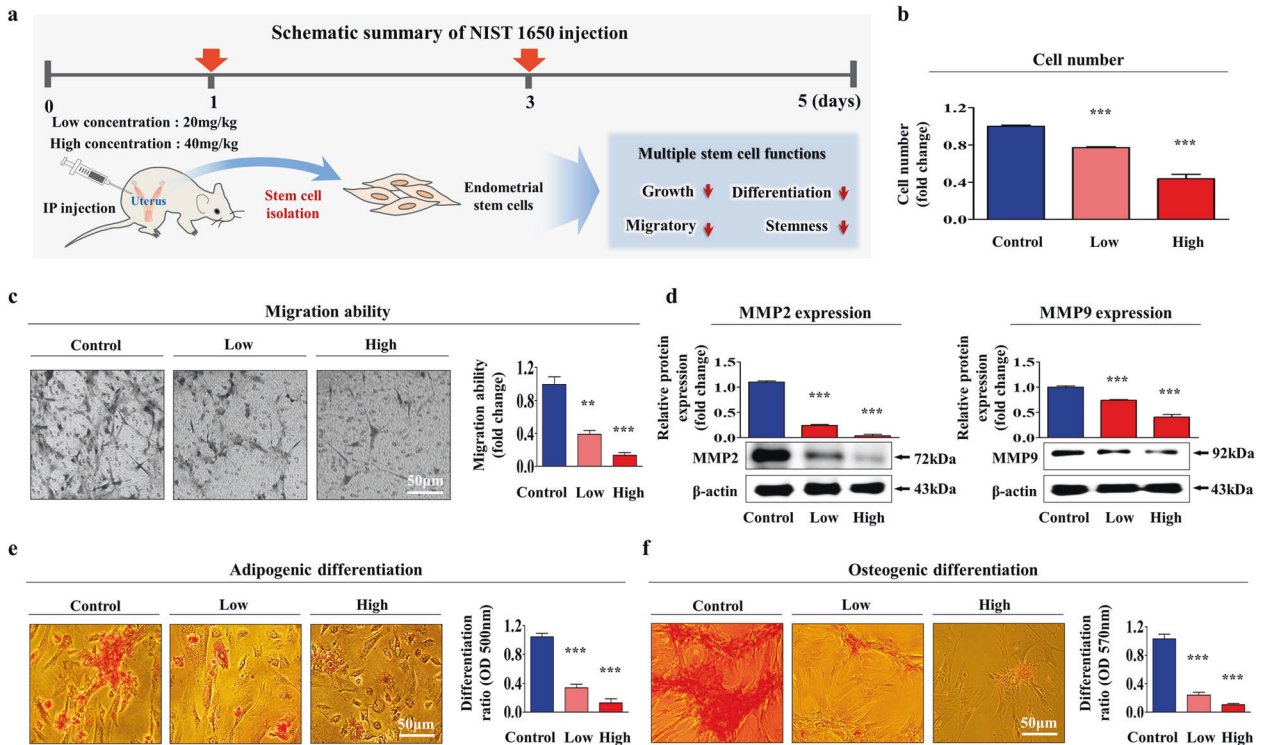 a
Schematic summary of NIST 1650 injection
0
1
3
5 (days)
Low concentration : 20mg/kg
High concentration : 40mg/kg
IP injection
Uterus
Stem cell
isolation
Endometrial
stem cells
Multiple stem cell functions
Growth
Differentiation
Migratory
Stemness
b
Cell number
Cell number
(fold change)
1.2
0.8
0.4
0.0
***
***
Control
Low
High
c
Migration ability
Control
Low
High
50μm
Migration ability
(fold change)
1.2
0.8
0.4
0.0
**
***
Control
Low
High
d
MMP2 expression
Relative protein
expression
(fold change)
1.5
1.0
0.5
0.0
***
***
MMP2
72kDa
β-actin
43kDa
Control
Low
High
MMP9 expression
Relative protein
expression
(fold change)
1.5
1.0
0.5
0.0
***
***
MMP9
92kDa
β-actin
43kDa
Control
Low
High
e
Adipogenic differentiation
Control
Low
High
50μm
Differentiation
ratio (OD 500nm)
1.2
0.8
0.4
0.0
***
***
Control
Low
High
f
Osteogenic differentiation
Control
Low
High
50μm
Differentiation
ratio (OD 570nm)
1.2
0.8
0.4
0.0
***
***
Control
Low
High